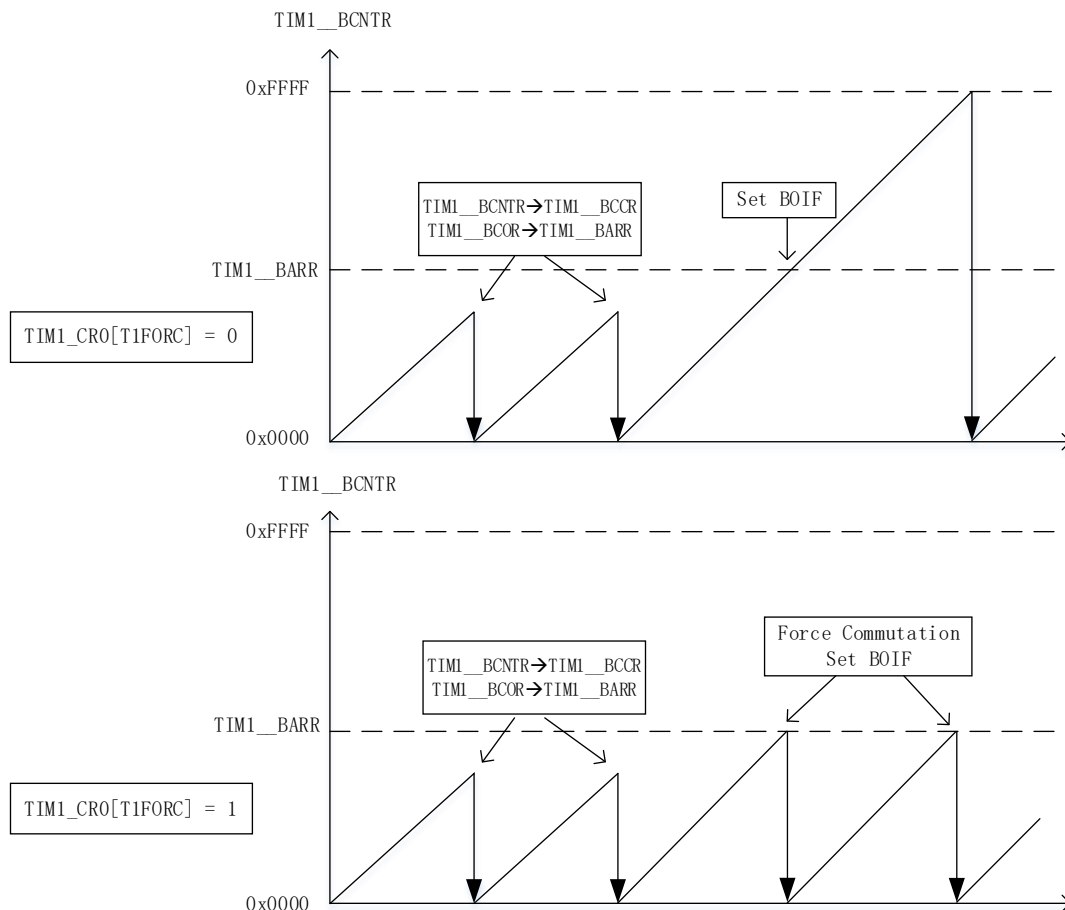 TIM1__BCNTR
0xFFFF
TIM1__BCNTR→TIM1__BCCR
TIM1__BCOR→TIM1__BARR
Set BOIF
TIM1__BARR
TIM1_CR0[T1FORC] = 0
0x0000
TIM1__BCNTR
0xFFFF
Force Commutation
Set BOIF
TIM1__BCNTR→TIM1__BCCR
TIM1__BCOR→TIM1__BARR
TIM1__BARR
TIM1_CR0[T1FORC] = 1
0x0000